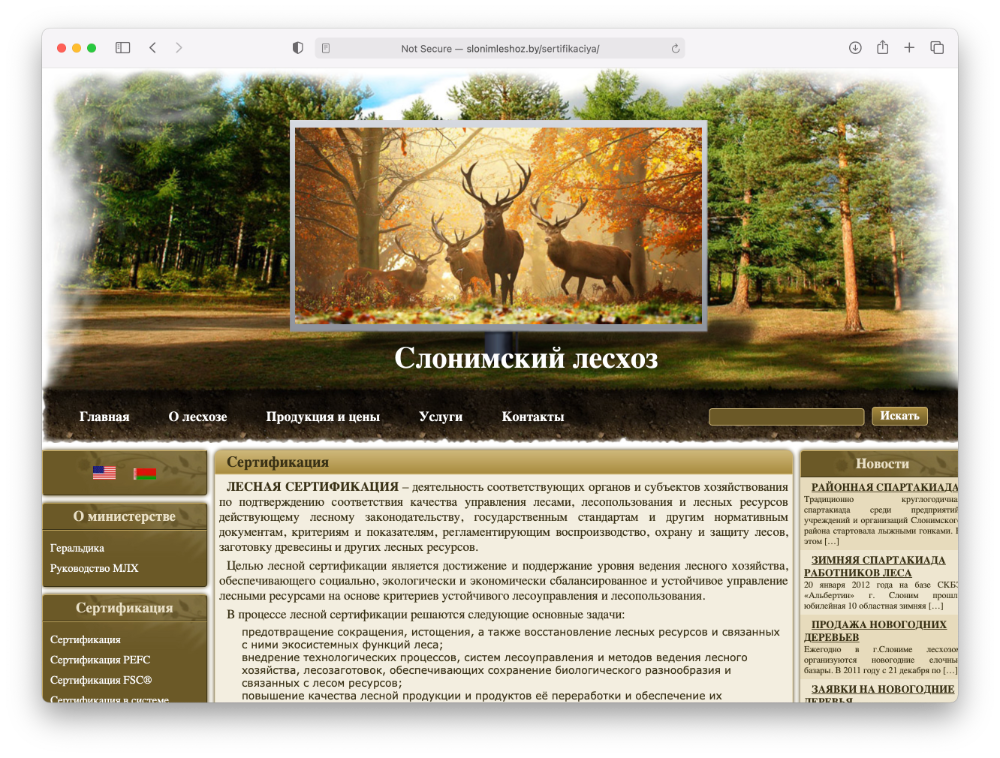 Not Secure — slonimleshoz.by/sertifikaciya/
Слонимский лесхоз
Главная
О лесхозе
Продукция и цены
Услуги
Контакты
Искать
О министерстве
Геральдика
Руководство МЛХ
Сертификация
Сертификация
Сертификация PEFC
Сертификация FSC®
Сертификация в системе
Сертификация
ЛЕСНАЯ СЕРТИФИКАЦИЯ – деятельность соответствующих органов и субъектов хозяйствования
по подтверждению соответствия качества управления лесами, лесопользования и лесных ресурсов
действующему лесному законодательству, государственным стандартам и другим нормативным
документам, критериям и показателям, регламентирующим воспроизводство, охрану и защиту лесов,
заготовку древесины и других лесных ресурсов.
Целью лесной сертификации является достижение и поддержание уровня ведения лесного хозяйства,
обеспечивающего социально, экологически и экономически сбалансированное и устойчивое управление
лесными ресурсами на основе критериев устойчивого лесоуправления и лесопользования.
В процессе лесной сертификации решаются следующие основные задачи:
предотвращение сокращения, истощения, а также восстановление лесных ресурсов и связанных
с ними экосистемных функций леса;
внедрение технологических процессов, систем лесоуправления и методов ведения лесного
хозяйства, лесозаготовок, обеспечивающих сохранение биологического разнообразия и
связанных с лесом ресурсов;
повышение качества лесной продукции и продуктов её переработки и обеспечение их
Новости
РАЙОННАЯ СПАРТАКИАДА
Традиционно круглогодичная
спартакиада среди предприятий,
учреждений и организаций Слонимского
района стартовала лыжными гонками. В
этом […]
ЗИМНЯЯ СПАРТАКИАДА
РАБОТНИКОВ ЛЕСА
20 января 2012 года на базе СКБЗ
«Альбертин» г. Слоним прошла
юбилейная 10 областная зимняя […]
ПРОДАЖА НОВОГОДНИХ
ДЕРЕВЬЕВ
Ежегодно в г.Слониме лесхозом
организуются новогодние елочные
базары. В 2011 году с 21 декабря по […]
ЗАЯВКИ НА НОВОГОДНИЕ
ДЕРЕВЬЯ